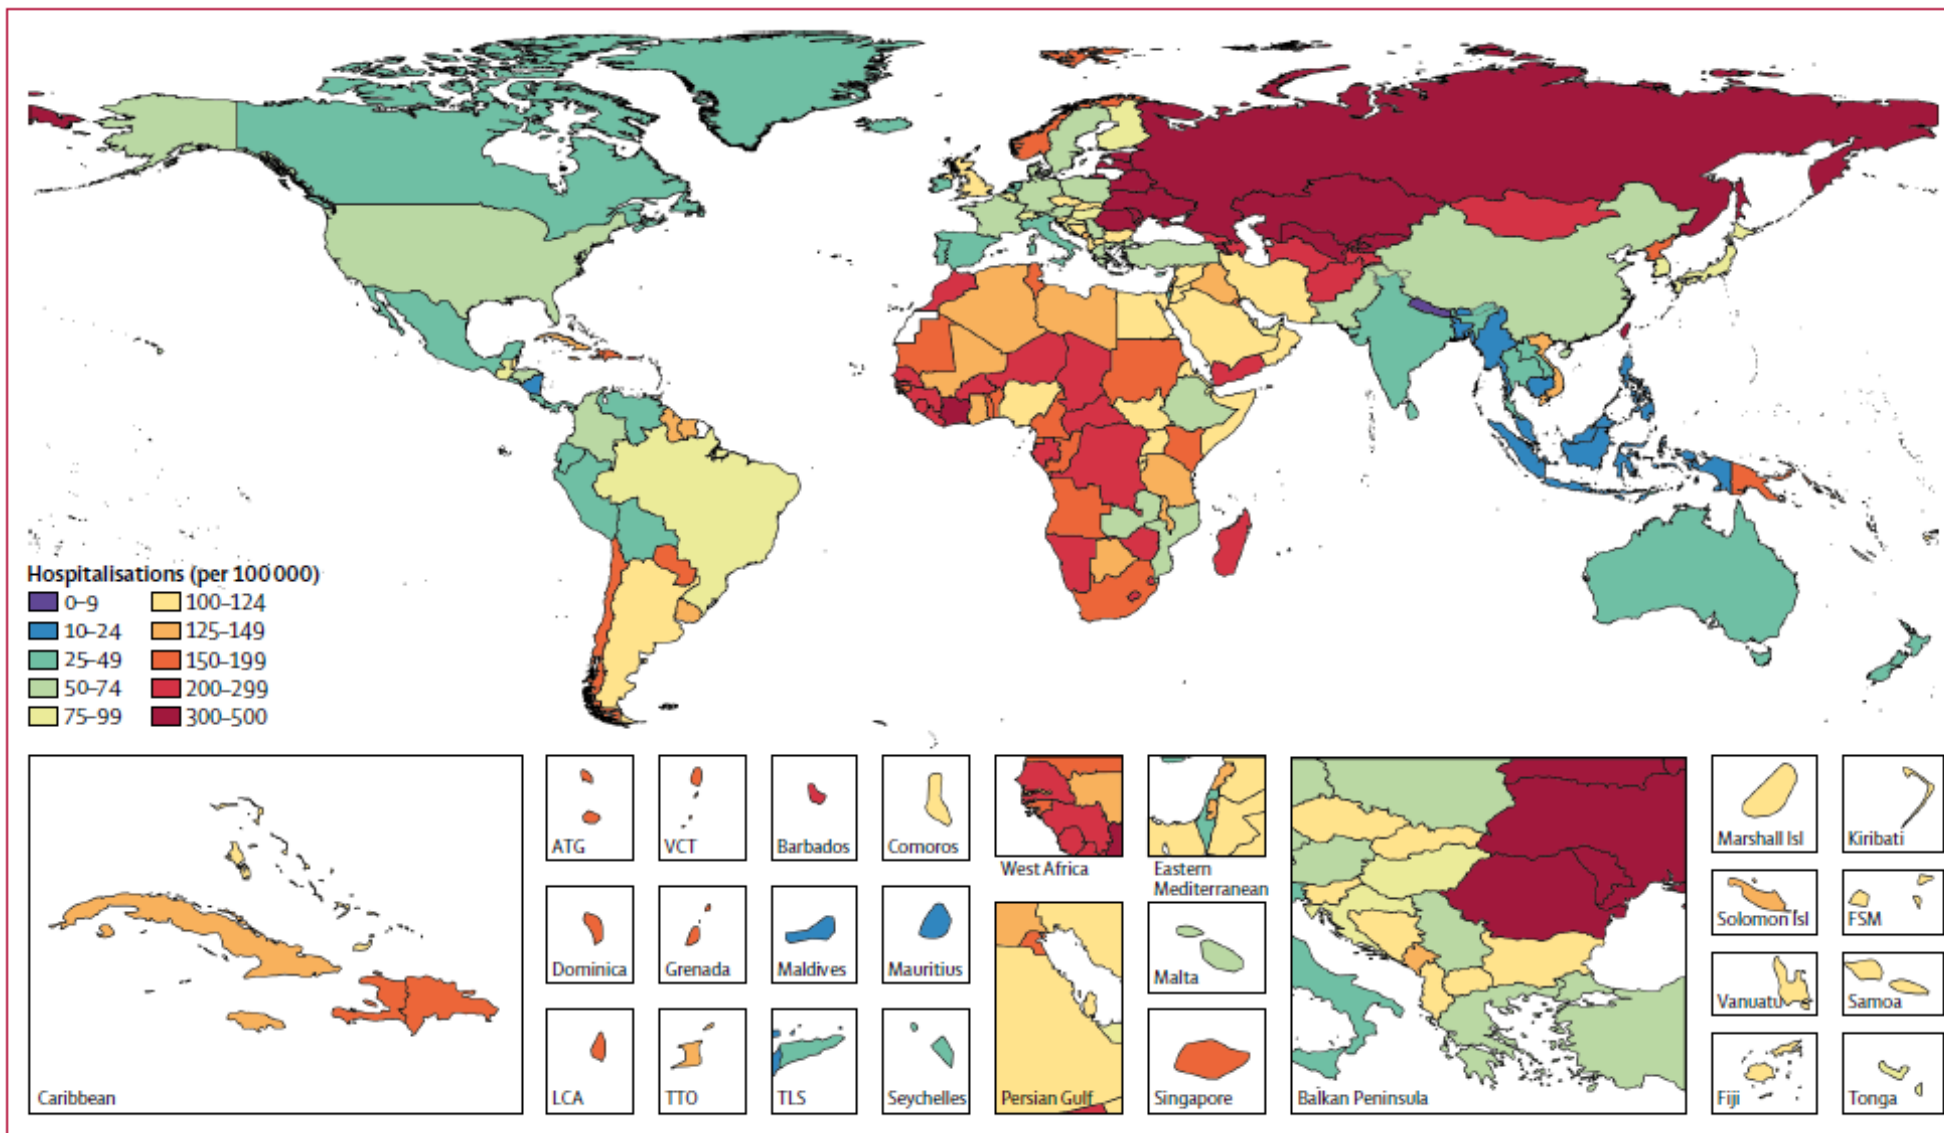 Hospitalisations (per 100 000)
0–9
10–24
25–49
50–74
75–99
100–124
125–149
150–199
200–299
300–500
Caribbean
ATG
VCT
Barbados
Comoros
West Africa
Eastern
Mediterranean
Dominica
Grenada
Maldives
Mauritius
Malta
LCA
TTO
TLS
Seychelles
Persian Gulf
Singapore
Balkan Peninsula
Marshall Isl
Kiribati
Solomon Isl
FSM
Vanuatu
Samoa
Fiji
Tonga